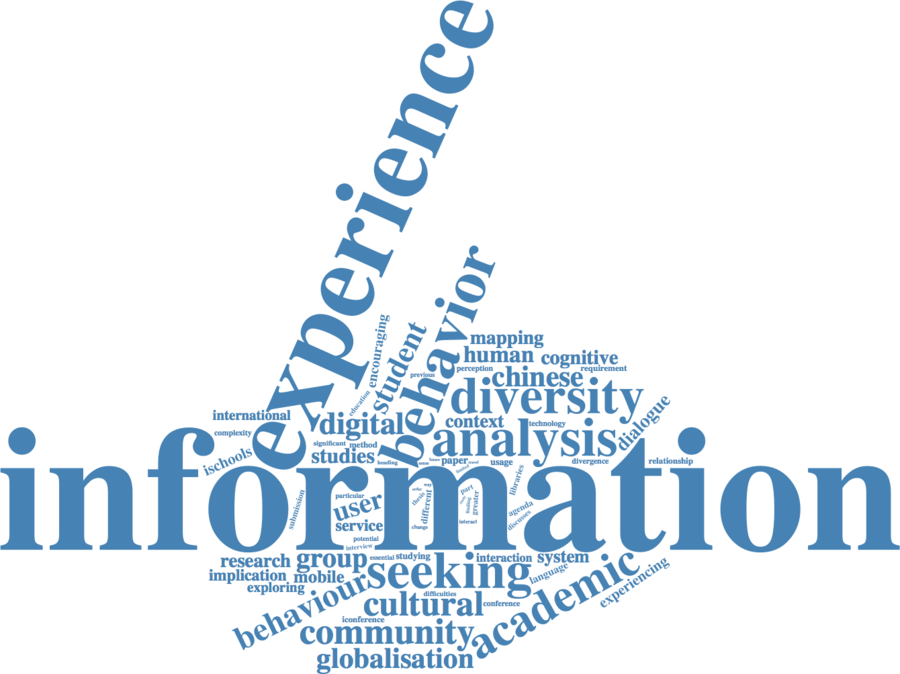 experience
behavior
encouraging
student
mapping
human
cognitive
previous
perception
requirement
chinese
education
diversity
dialogue
international
digital
context
technology
complexity
analysis
significant
method
ischools
studies
paper
usage
divergence
relationship
information
libraries
submission
particular
user
service
different
thesis
part
greater
agenda
discusses
change
interact
potential
interview
research
group
essential
studying
interaction
system
implication
mobile
seeking
language
exploring
behaviour
difficulties
academic
experiencing
cultural
conference
iconference
community
globalisation